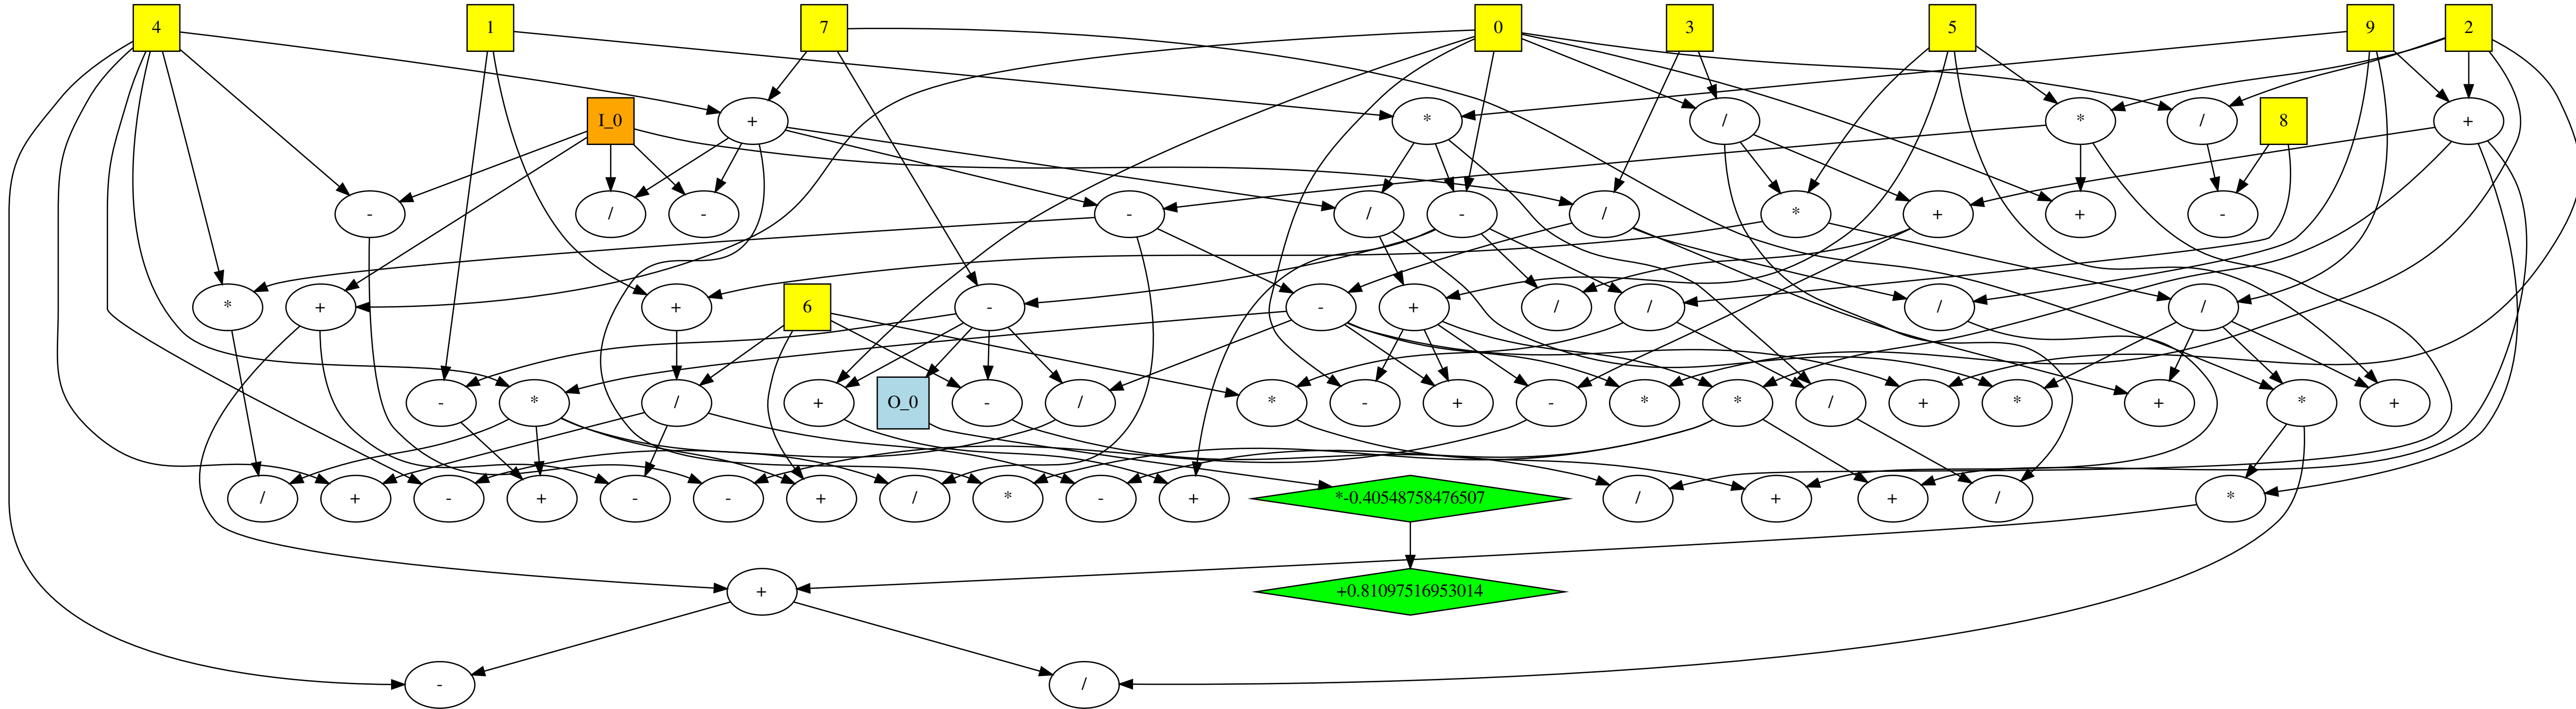 4 1 7 0 3 5 9 2
I_0 + * / * / 8 +
- / - - / - / * + + -
* + + 6 - - + / / / /
- * / + O_0 - / * - + - * * / + * + * +
/ + - + - - + / * - + *-0.40548758476507 / + + / *
+ +0.81097516953014
- /